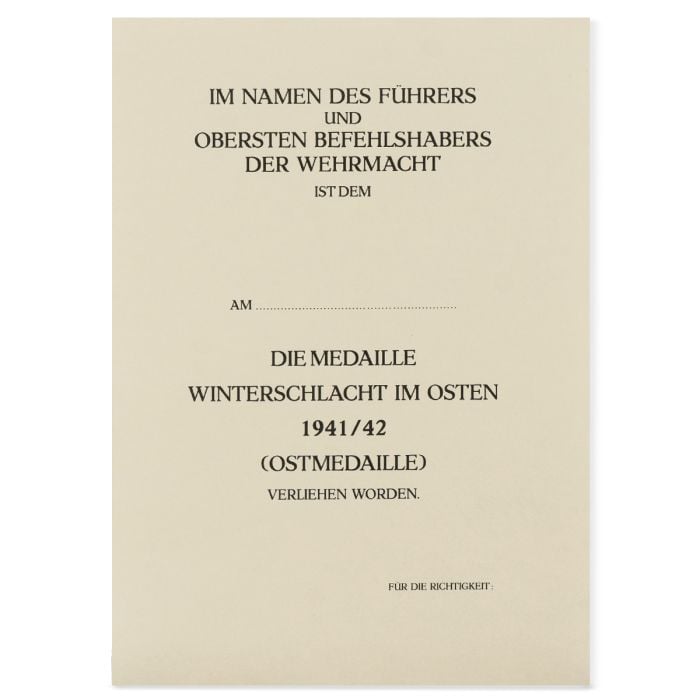 IM NAMEN DES FÜHRERS
UND
OBERSTEN BEFEHLSHABERS
DER WEHRMACHT
IST DEM
AM ........................................................
DIE MEDAILLE
WINTERSCHLACHT IM OSTEN
1941/42
(OSTMEDAILLE)
VERLIEHEN WORDEN.
FÜR DIE RICHTIGKEIT: